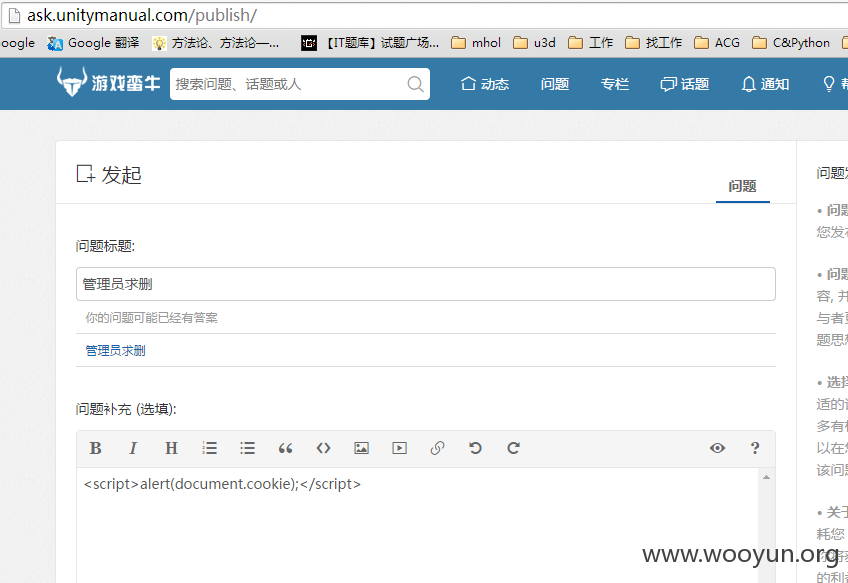 ask.unitymanual.com/publish/
oogle Google 翻译 方法论、方法论—... 【IT题库】试题广场... mhol u3d 工作 找工作 ACG C&Python
游戏蛮牛 搜索问题、话题或人 动态 问题 专栏 话题 通知
发起
问题
问题标题:
管理员求删
你的问题可能已经有答案
管理员求删
问题补充 (选填):
B I H ?
<script>alert(document.cookie);</script>
问题
• 问题
您发
• 问题
容, 并
与者
题思
• 选择
适的
多有
以在
该问
• 关于
耗您
的利
www.wooyun.org